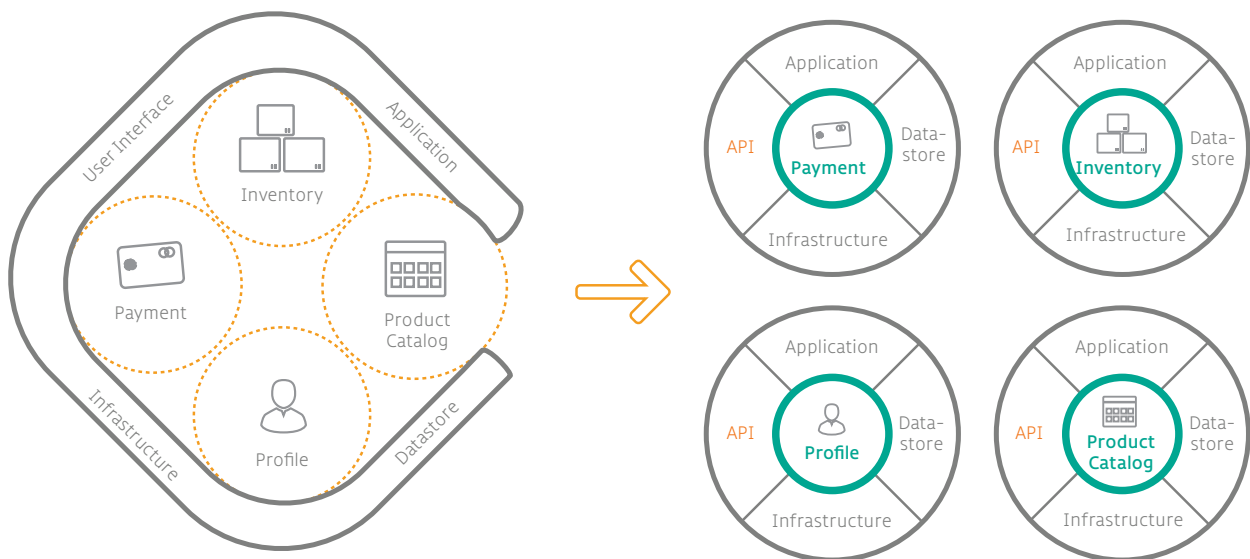 User Interface
Application
Inventory
Payment
Product
Catalog
Profile
Infrastructure
Datastore
Application
API
Payment
Data-
store
Infrastructure
Application
API
Inventory
Data-
store
Infrastructure
Application
API
Profile
Data-
store
Infrastructure
Application
API
Product
Catalog
Data-
store
Infrastructure